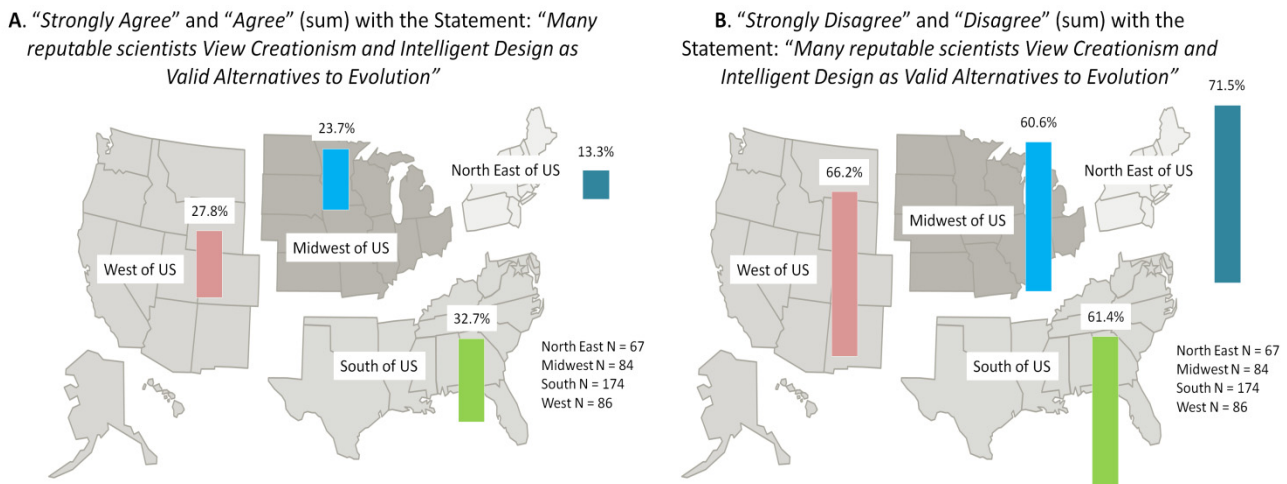 A. “Strongly Agree” and “Agree” (sum) with the Statement: “Many
reputable scientists View Creationism and Intelligent Design as
Valid Alternatives to Evolution”
23.7%
North East of US
13.3%
27.8%
Midwest of US
West of US
32.7%
South of US
North East N = 67
Midwest N = 84
South N = 174
West N = 86
B. “Strongly Disagree” and “Disagree” (sum) with the
Statement: “Many reputable scientists View Creationism and
Intelligent Design as Valid Alternatives to Evolution”
71.5%
60.6%
North East of US
66.2%
Midwest of US
West of US
61.4%
South of US
North East N = 67
Midwest N = 84
South N = 174
West N = 86